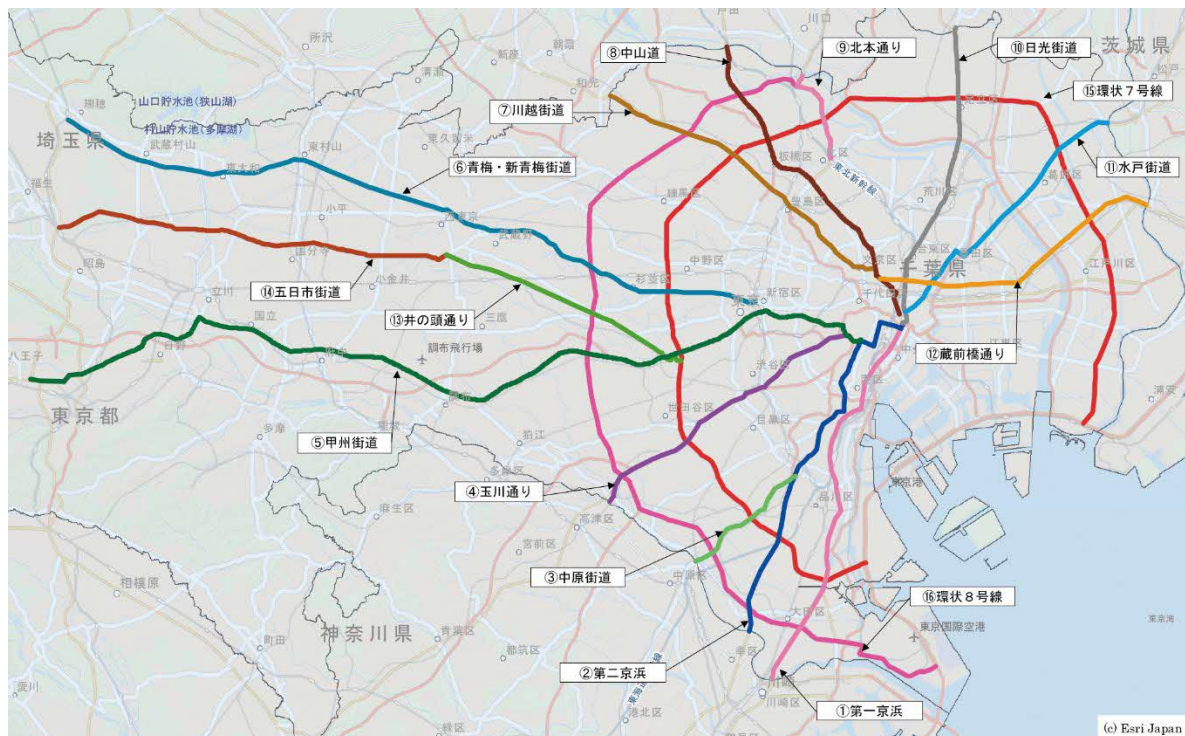 戸田
川口
所沢
新座
朝霞
⑧中山道
⑨北本通り
⑩日光街道
茨城県
松戸
清瀬
和光
⑦川越街道
足立区
⑮環状7号線
瑞穂
山口貯水池(狭山湖)
村山貯水池(多摩湖)
埼玉県
武蔵村山
東村山
東久留米
東大和
⑥青梅・新青梅街道
板橋区
北区
東北新幹線
⑪水戸街道
葛飾区
福生
練馬区
荒川区
豊島区
小平
西東京
武蔵野
文京区
台東区
墨田区
千葉県
昭島
国分寺
小金井
中野区
杉並区
江戸川区
⑭五日市街道
立川
新宿区
東京
千代田区
⑬井の頭通り
三鷹
国立
八王子
日野
府中
調布飛行場
渋谷区
中央区
⑫蔵前橋通り
江東区
港区
浦安
東京都
調布
稲城
世田谷区
目黒区
多摩
⑤甲州街道
狛江
多摩区
④玉川通り
品川区
東京港
麻生区
高津区
宮前区
③中原街道
中原区
相模原
大田区
⑯環状8号線
東京湾
神奈川県
青葉区
東京国際空港
町田
都筑区
②第二京浜
幸区
愛川
川崎
川崎区
①第一京浜
港北区
緑区
(c) Esri Japan